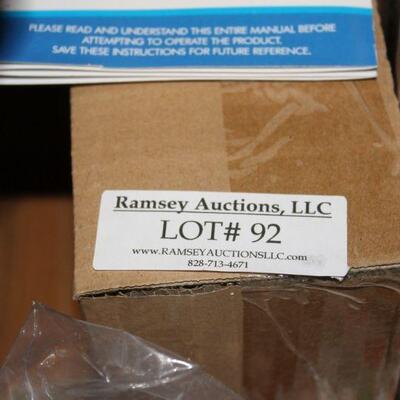 PLEASE READ AND UNDERSTAND THIS ENTIRE MANUAL BEFORE
ATTEMPTING TO OPERATE THE PRODUCT.
SAVE THESE INSTRUCTIONS FOR FUTURE REFERENCE.
Ramsey Auctions, LLC
LOT# 92
www.RAMSEYAUCTIONSLLC.com
828-713-4671